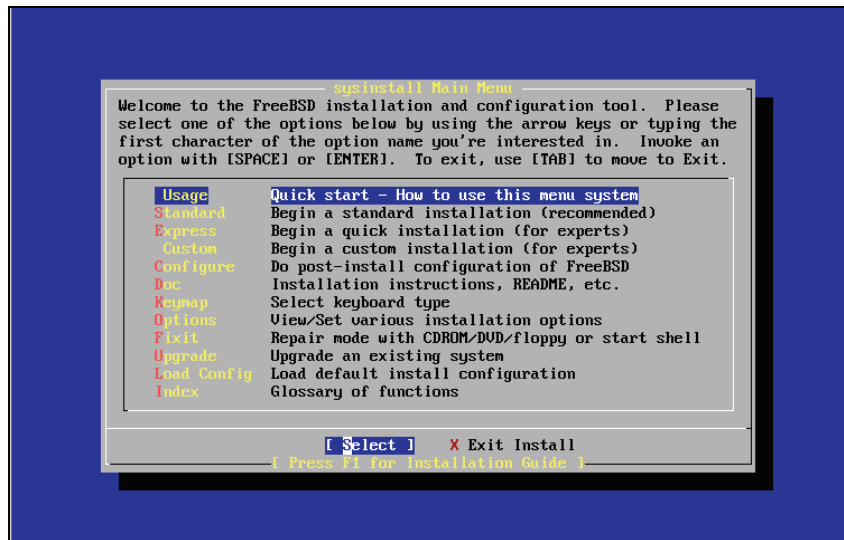 sysinstall Main Menu
Welcome to the FreeBSD installation and configuration tool.  Please
select one of the options below by using the arrow keys or typing the
first character of the option name you're interested in.  Invoke an
option with [SPACE] or [ENTER].  To exit, use [TAB] to move to Exit.
Usage Quick start - How to use this menu system
Standard Begin a standard installation (recommended)
Express Begin a quick installation (for experts)
Custom Begin a custom installation (for experts)
Configure Do post-install configuration of FreeBSD
Doc Installation instructions, README, etc.
Keymap Select keyboard type
Options View/Set various installation options
Fixit Repair mode with CDROM/DVD/floppy or start shell
Upgrade Upgrade an existing system
Load Config Load default install configuration
Index Glossary of functions
[ Select ] X Exit Install
[ Press F1 for Installation Guide ]